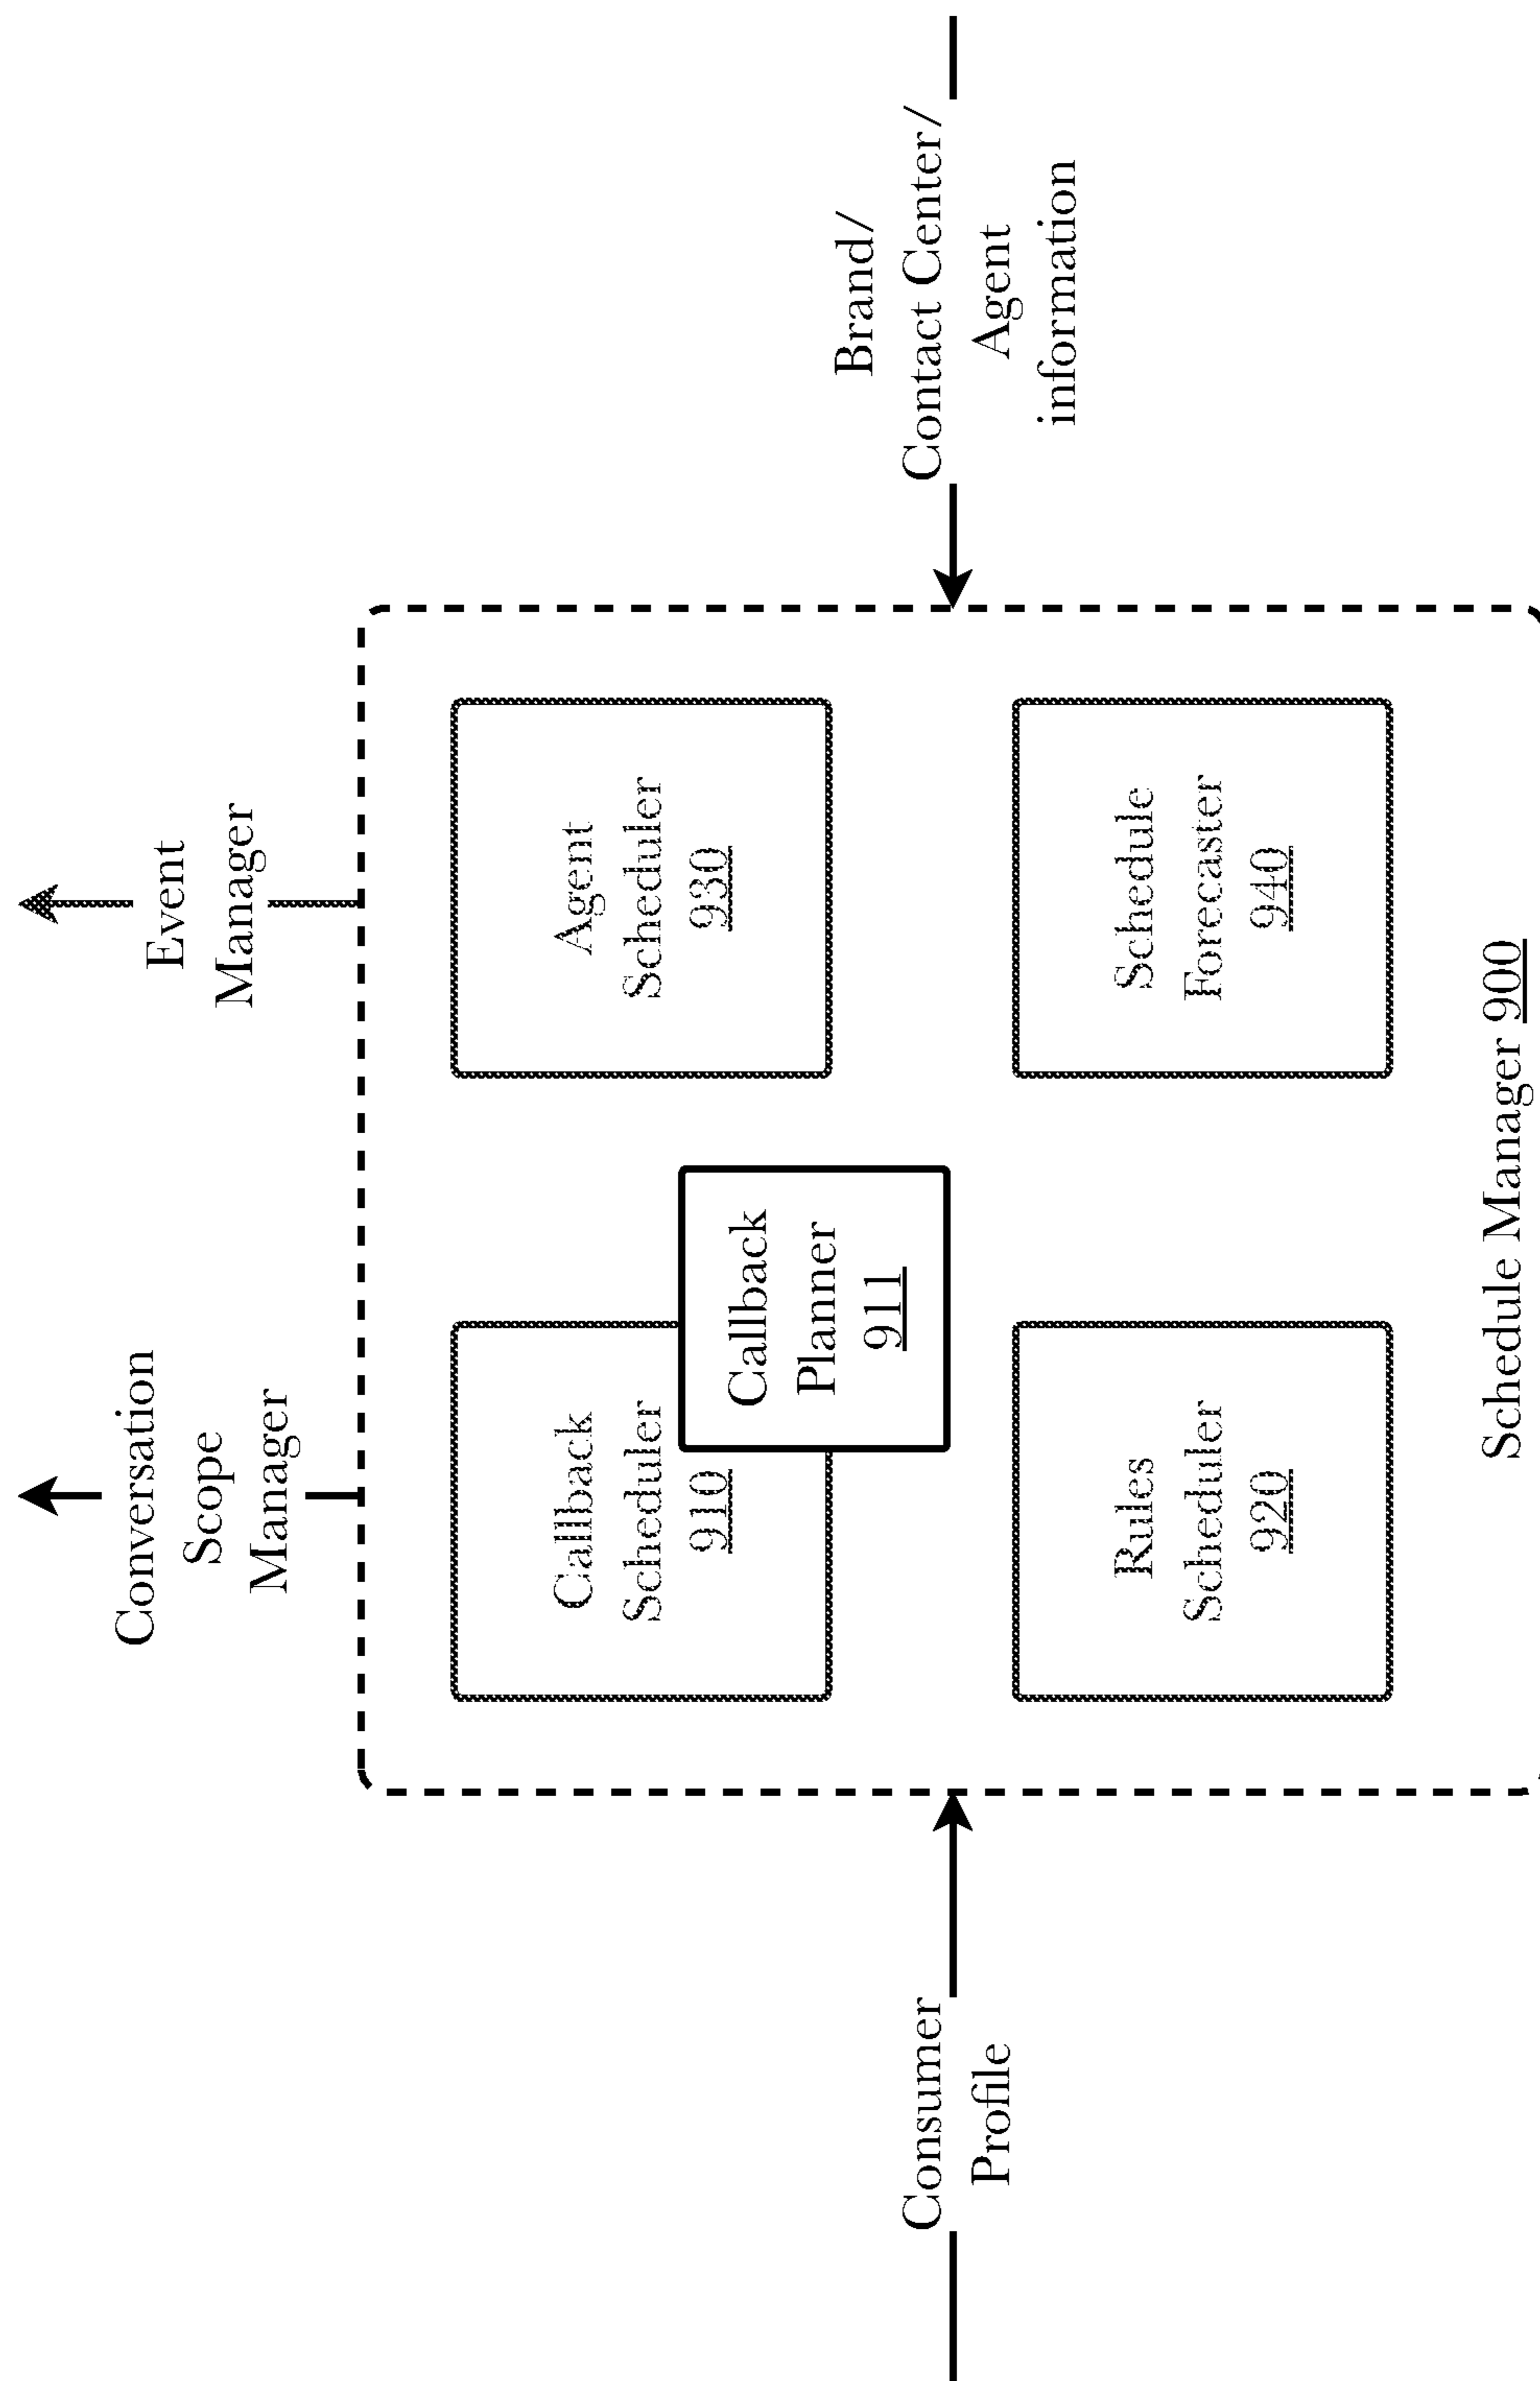 Conversation
Scope
Manager
Event
Manager
Consumer
Profile
Brand/
Contact Center/
Agent
information
Callback
Scheduler
910
Callback
Planner
911
Agent
Scheduler
930
Rules
Scheduler
920
Schedule
Forecaster
940
Schedule Manager 900